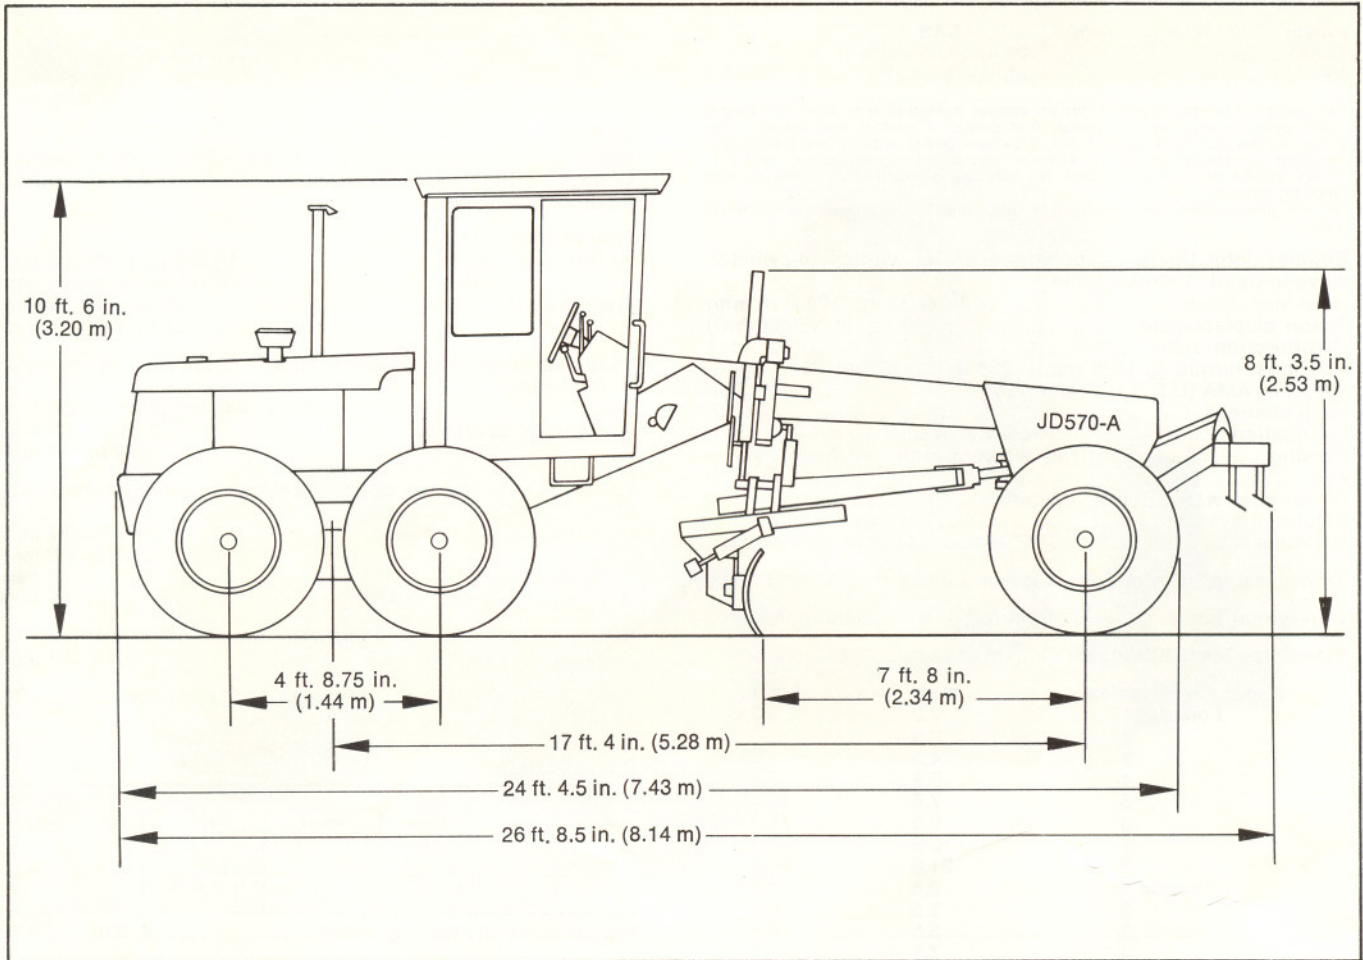 10 ft. 6 in.
(3.20 m)
8 ft. 3.5 in.
(2.53 m)
JD570-A
4 ft. 8.75 in.
(1.44 m)
7 ft. 8 in.
(2.34 m)
17 ft. 4 in. (5.28 m)
24 ft. 4.5 in. (7.43 m)
26 ft. 8.5 in. (8.14 m)